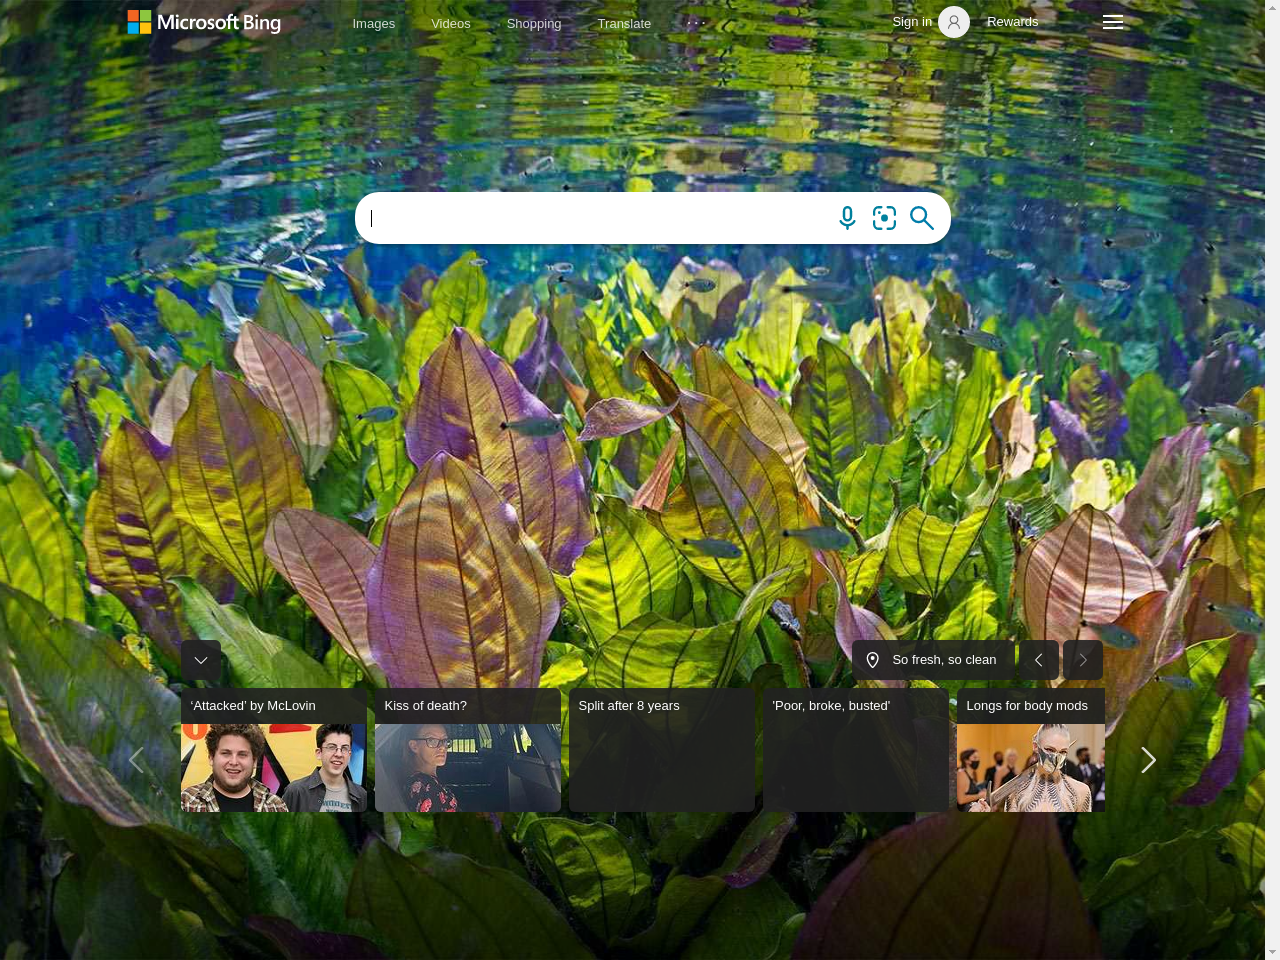 Microsoft Bing
Images Videos Shopping Translate ...
Sign in Rewards
So fresh, so clean
‘Attacked’ by McLovin
Kiss of death?
Split after 8 years
'Poor, broke, busted'
Longs for body mods